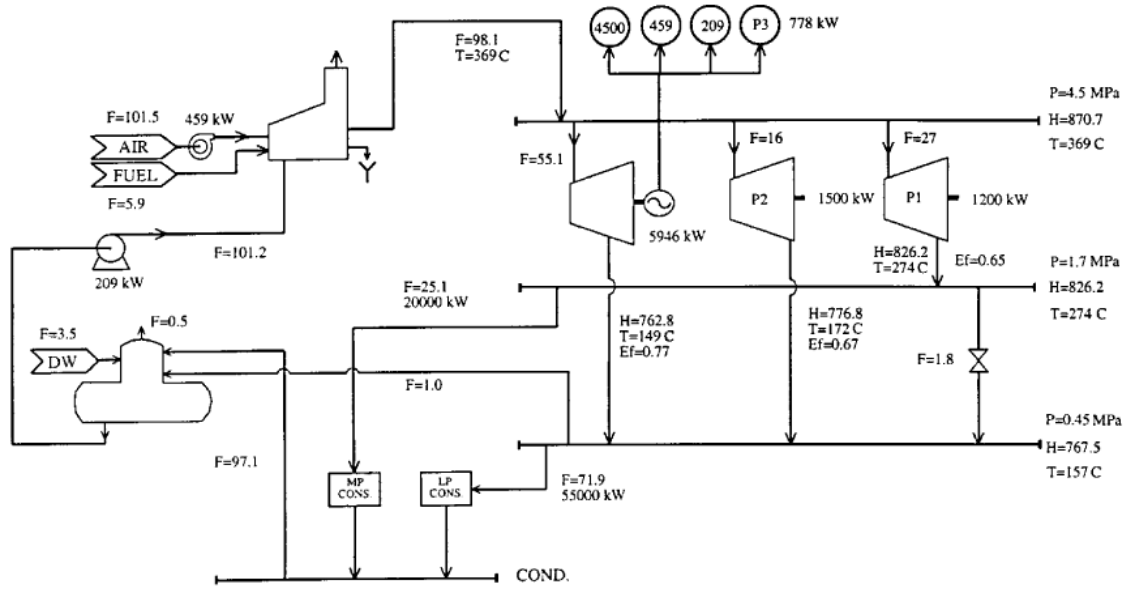 4500
459
209
P3
778 kW
F=98.1
T=369 C
F=101.5
459 kW
AIR
FUEL
F=5.9
F=101.2
209 kW
P=4.5 MPa
H=870.7
T=369 C
F=55.1
F=16
F=27
P2
P1
5946 kW
1500 kW
1200 kW
H=826.2
T=274 C
Ef=0.65
P=1.7 MPa
H=826.2
T=274 C
F=25.1
20000 kW
H=762.8
T=149 C
Ef=0.77
H=776.8
T=172 C
Ef=0.67
F=1.8
F=3.5
F=0.5
DW
F=1.0
P=0.45 MPa
H=767.5
T=157 C
F=97.1
MP
CONS.
LP
CONS.
F=71.9
55000 kW
COND.